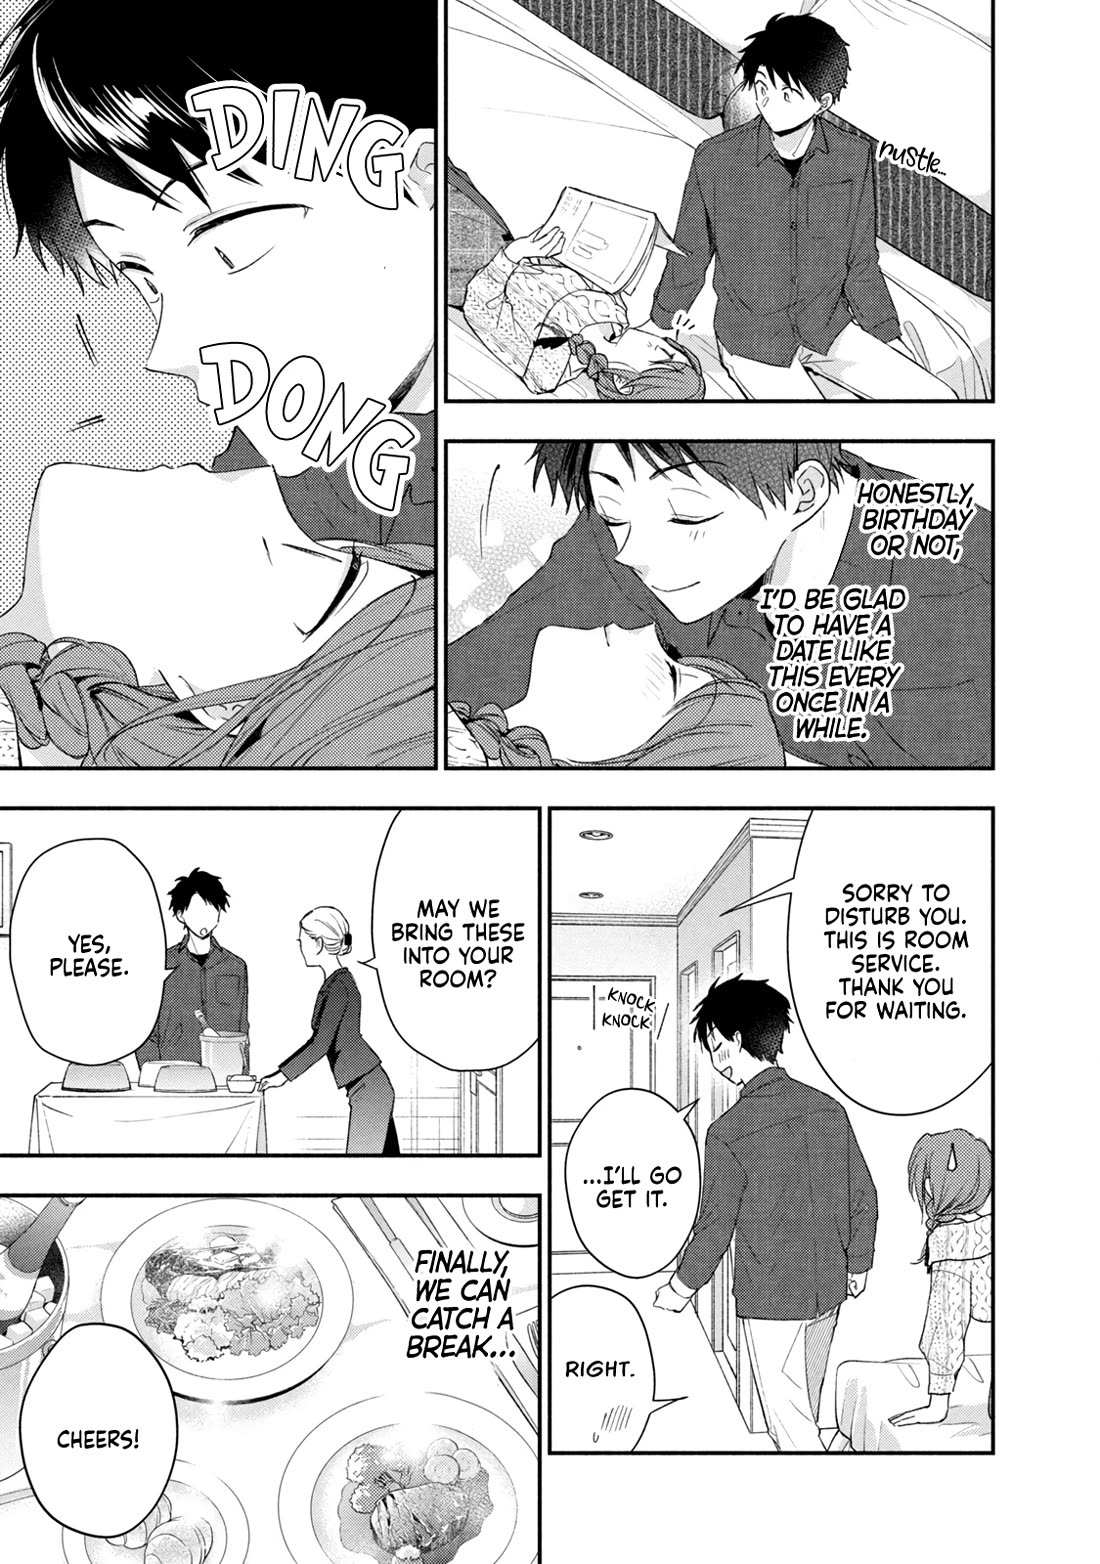 rustle...
HONESTLY,
BIRTHDAY
OR NOT,
I'D BE GLAD
TO HAVE A
DATE LIKE
THIS EVERY
ONCE IN A
WHILE.
DING
DONG
SORRY TO
DISTURB YOU.
THIS IS ROOM
SERVICE.
THANK YOU
FOR WAITING.
KNOCK
KNOCK
...I'LL GO
GET IT.
RIGHT.
MAY WE
BRING THESE
INTO YOUR
ROOM?
YES,
PLEASE.
FINALLY,
WE CAN
CATCH A
BREAK...
CHEERS!